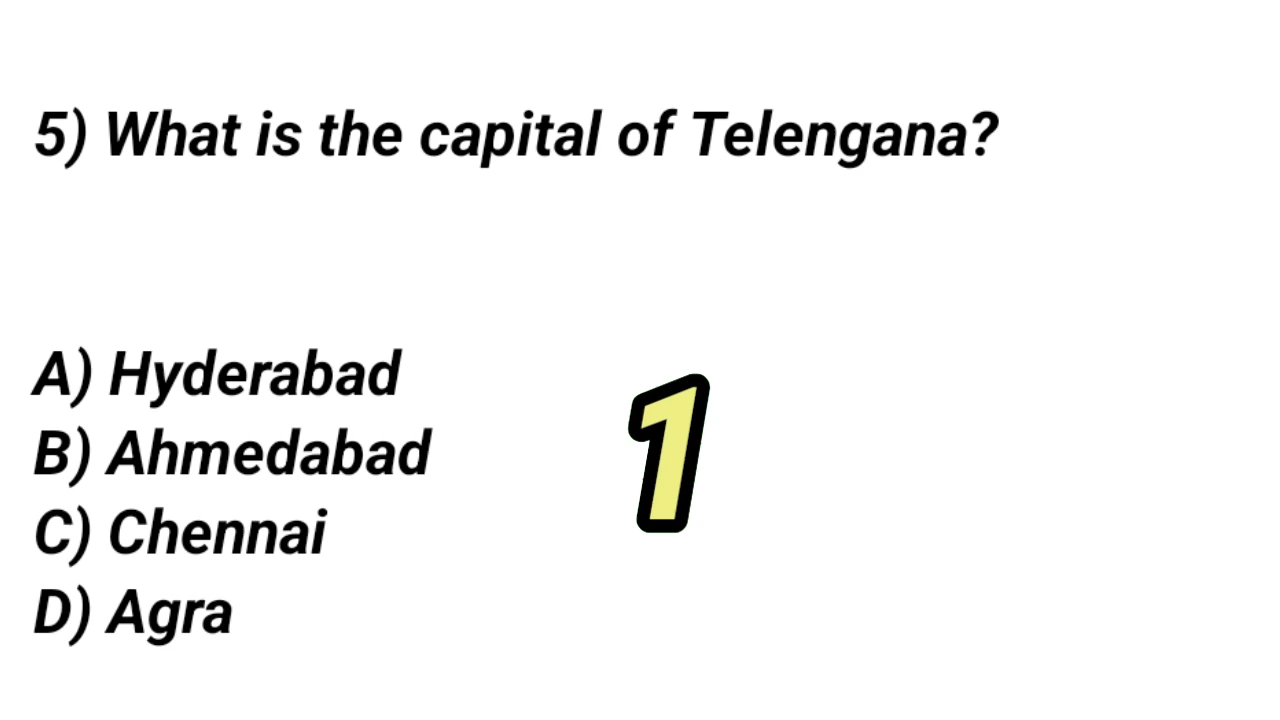 5) What is the capital of Telengana?
A) Hyderabad
B) Ahmedabad
C) Chennai
D) Agra
1